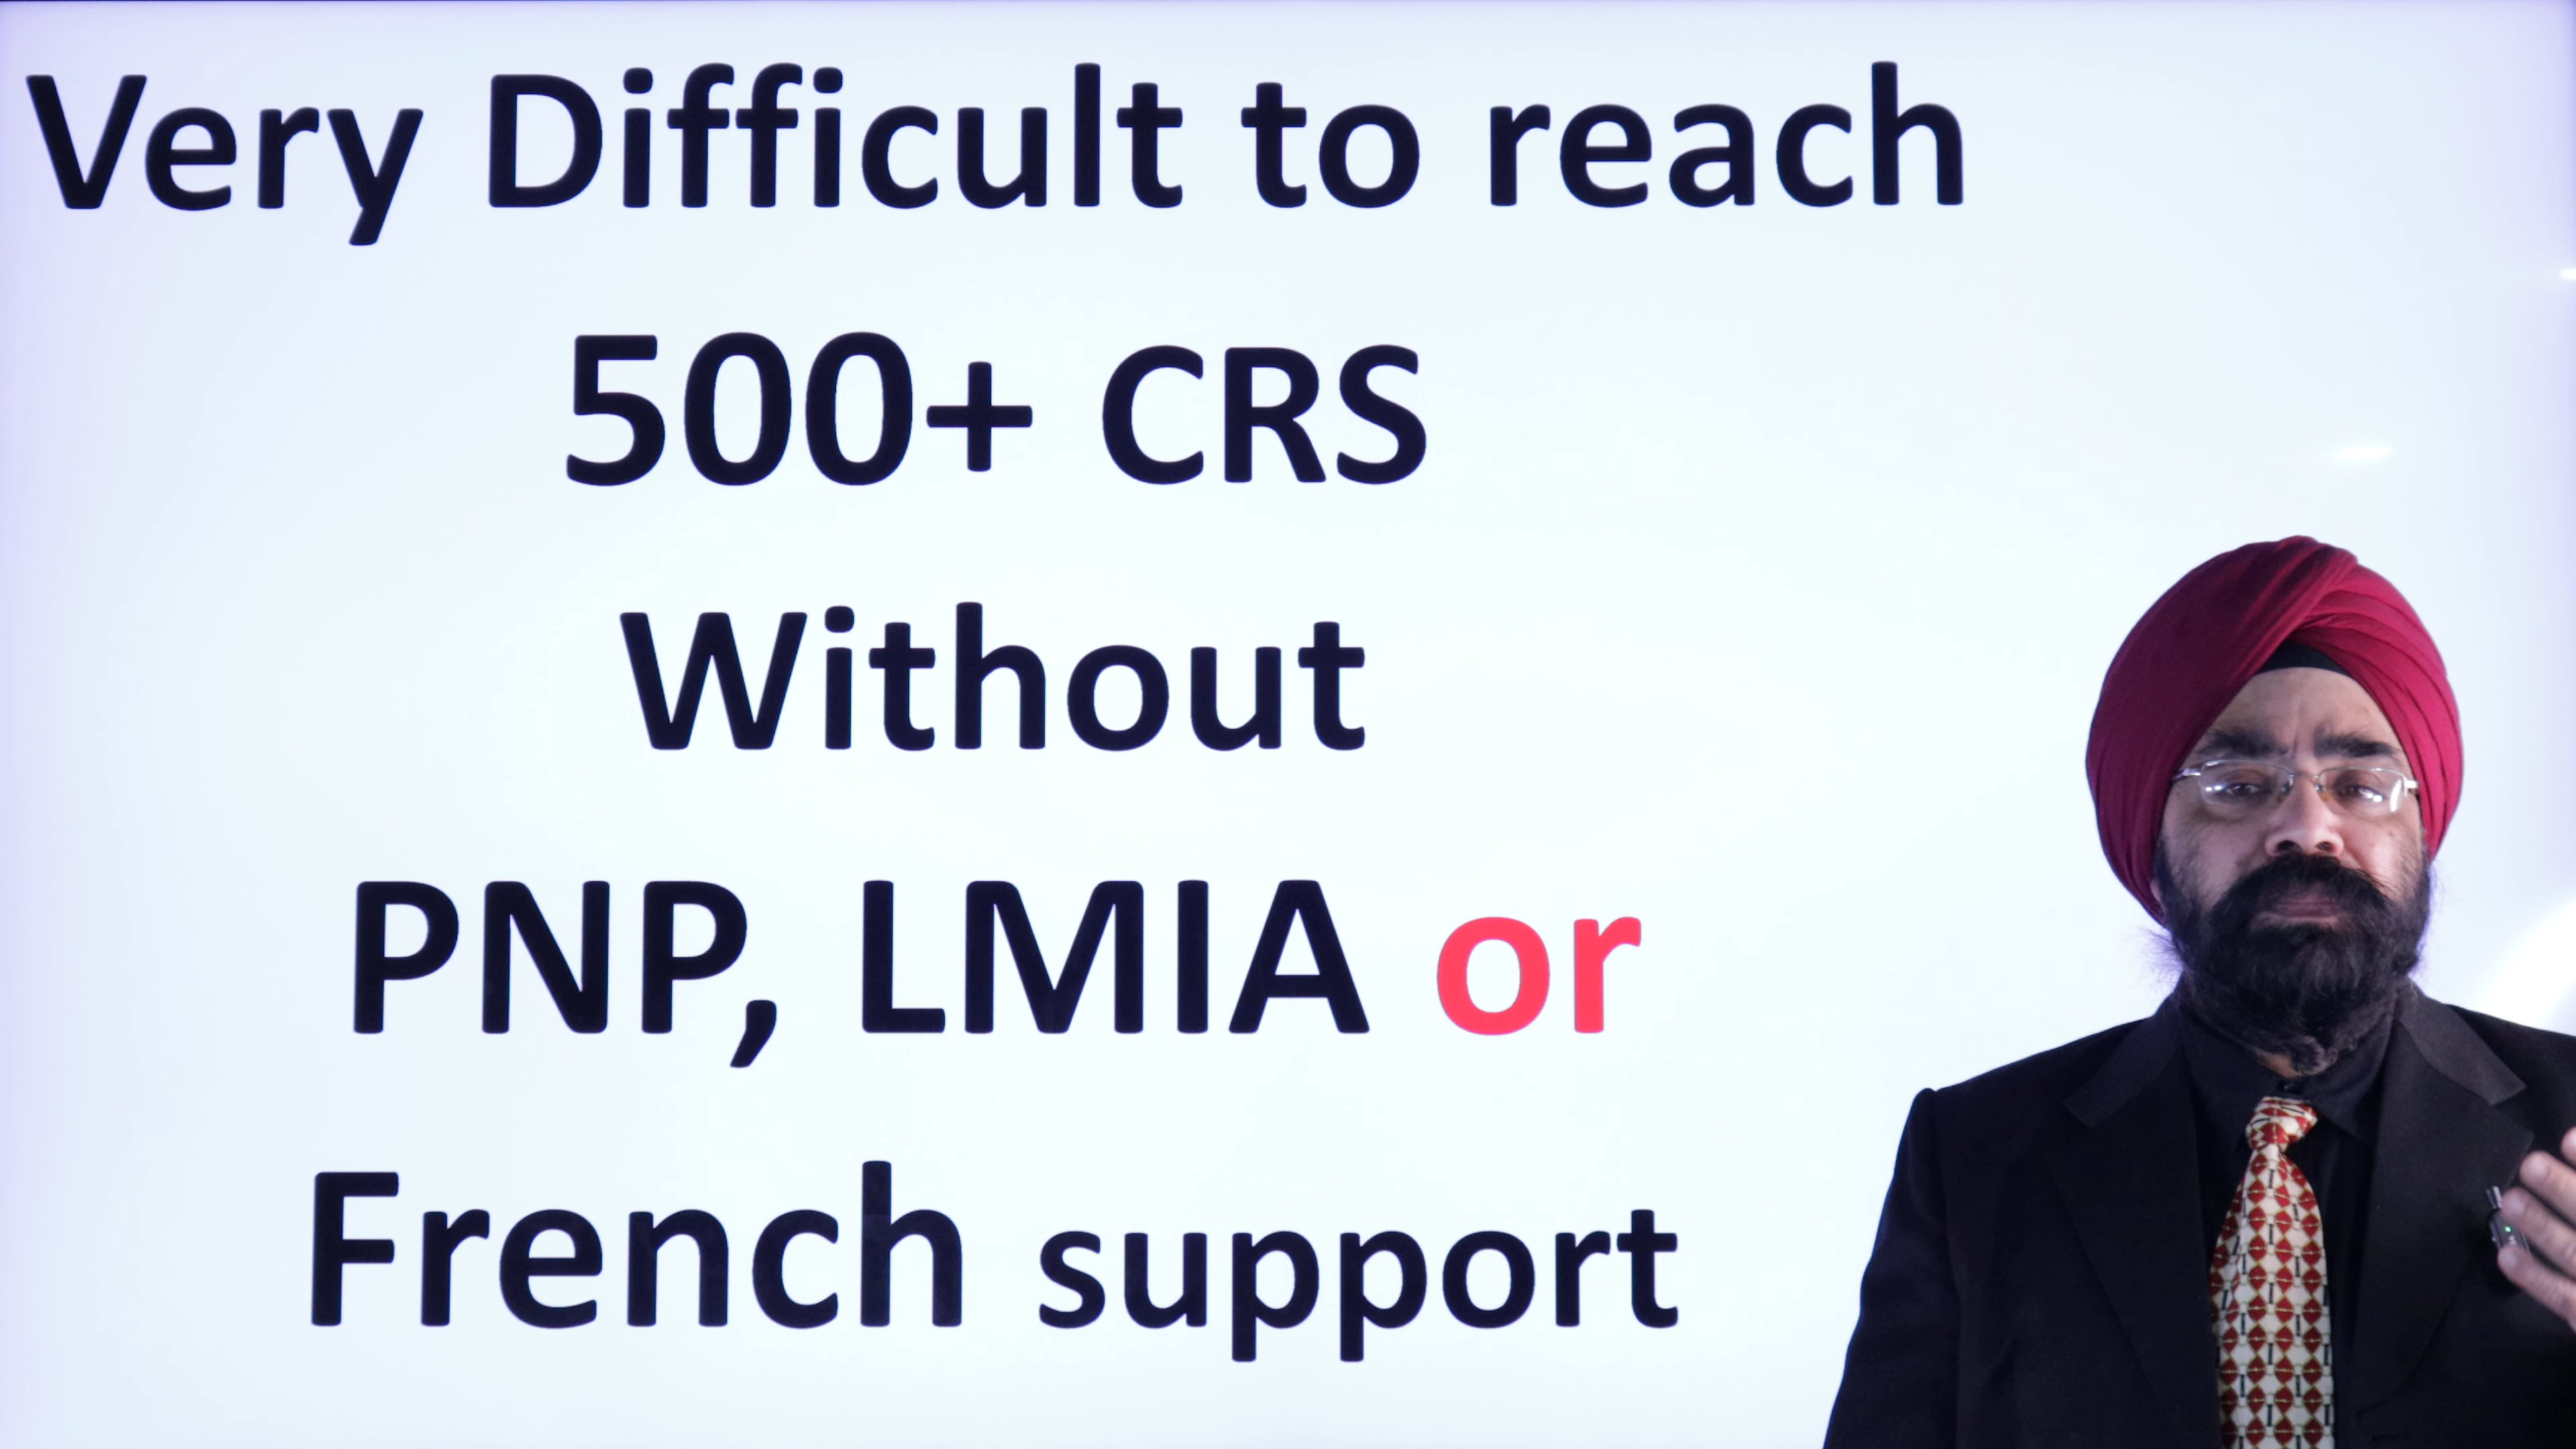 Very Difficult to reach
500+ CRS
Without
PNP, LMIA or
French support